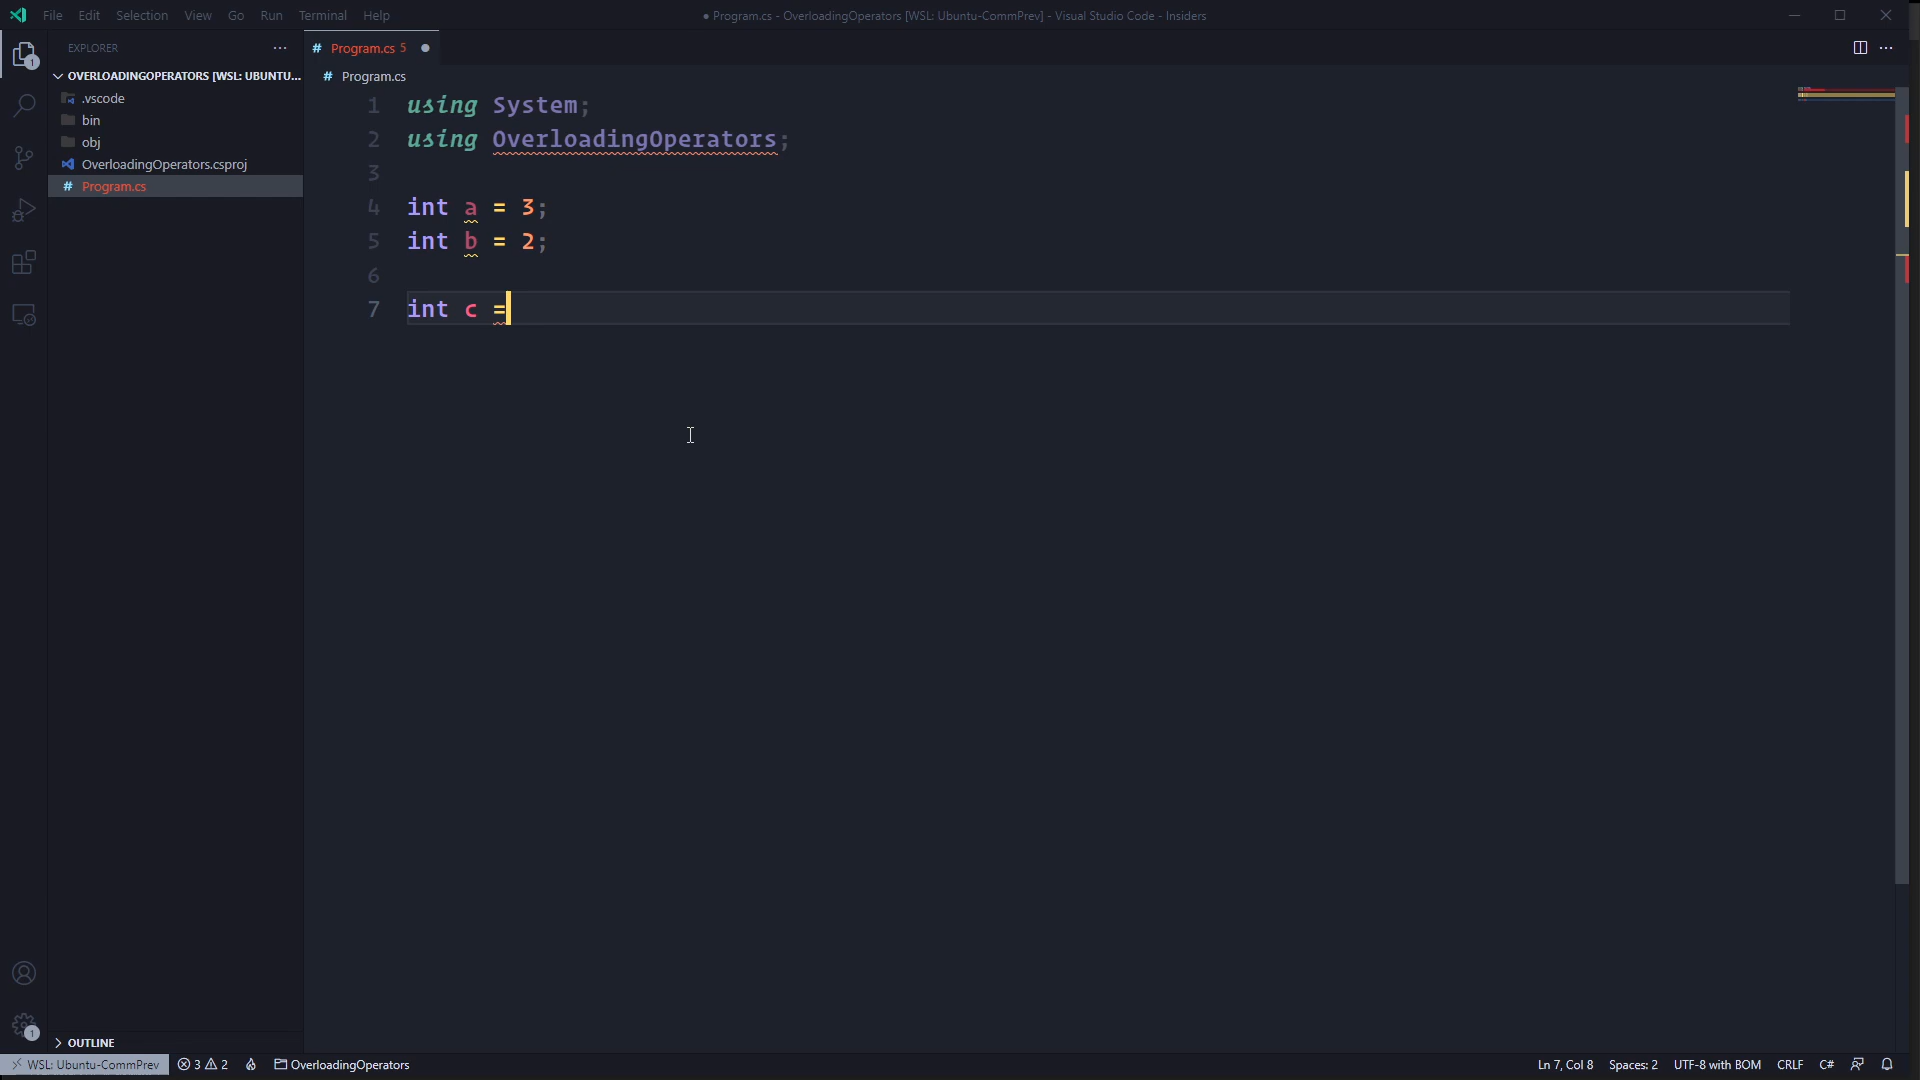 File Edit Selection View Go Run Terminal Help
● Program.cs - OverloadingOperators [WSL: Ubuntu-CommPrev] - Visual Studio Code - Insiders
EXPLORER
OVERLOADINGOPERATORS [WSL: UBUNTU...
.vscode
bin
obj
OverloadingOperators.csproj
# Program.cs
OUTLINE
# Program.cs 5
# Program.cs
1 using System;
2 using OverloadingOperators;
3
4 int a = 3;
5 int b = 2;
6
7 int c =
1
1
WSL: Ubuntu-CommPrev 3 2 OverloadingOperators Ln 7, Col 8 Spaces: 2 UTF-8 with BOM CRLF C#